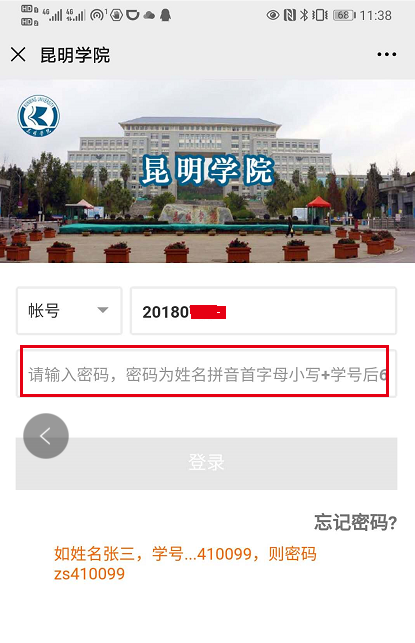 11:38
昆明学院
昆明学院
帐号
20180
请输入密码，密码为姓名拼音首字母小写+学号后6
登录
忘记密码?
如姓名张三，学号...410099，则密码
zs410099